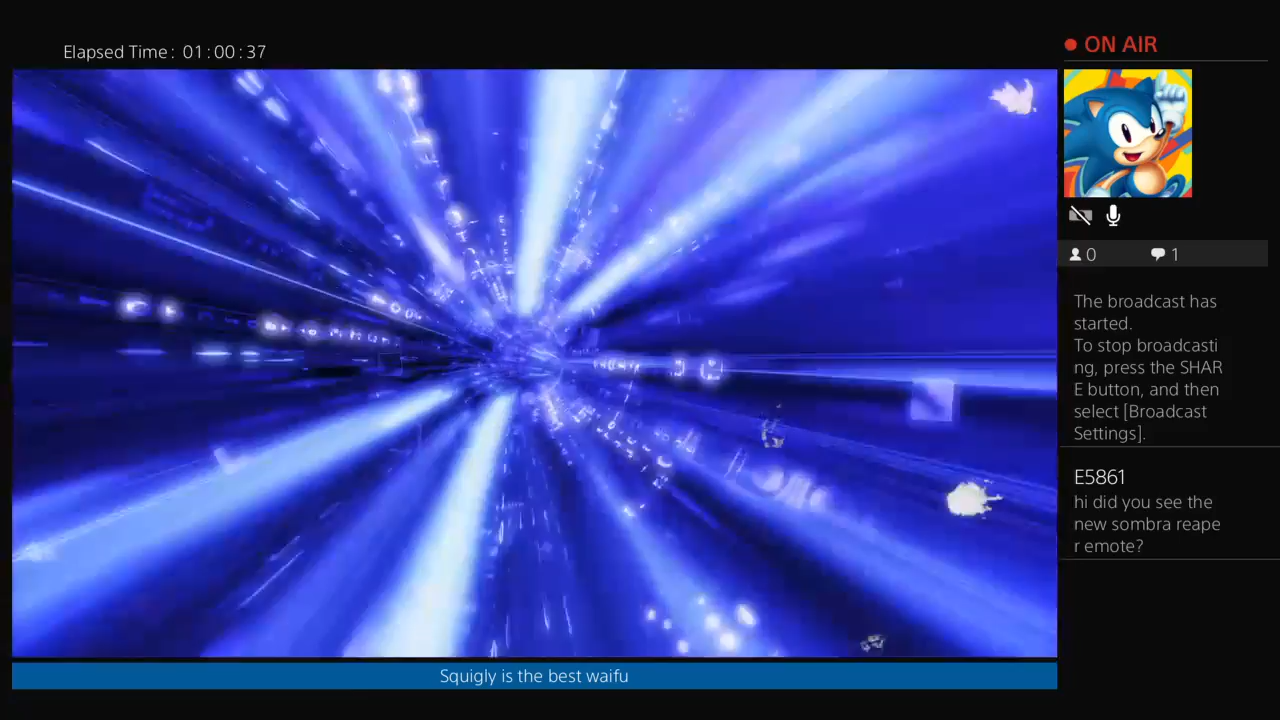 Elapsed Time: 01:00:37
ON AIR
0 1
The broadcast has
started.
To stop broadcasti
ng, press the SHAR
E button, and then
select [Broadcast
Settings].
E5861
hi did you see the
new sombra reape
r emote?
Squigly is the best waifu